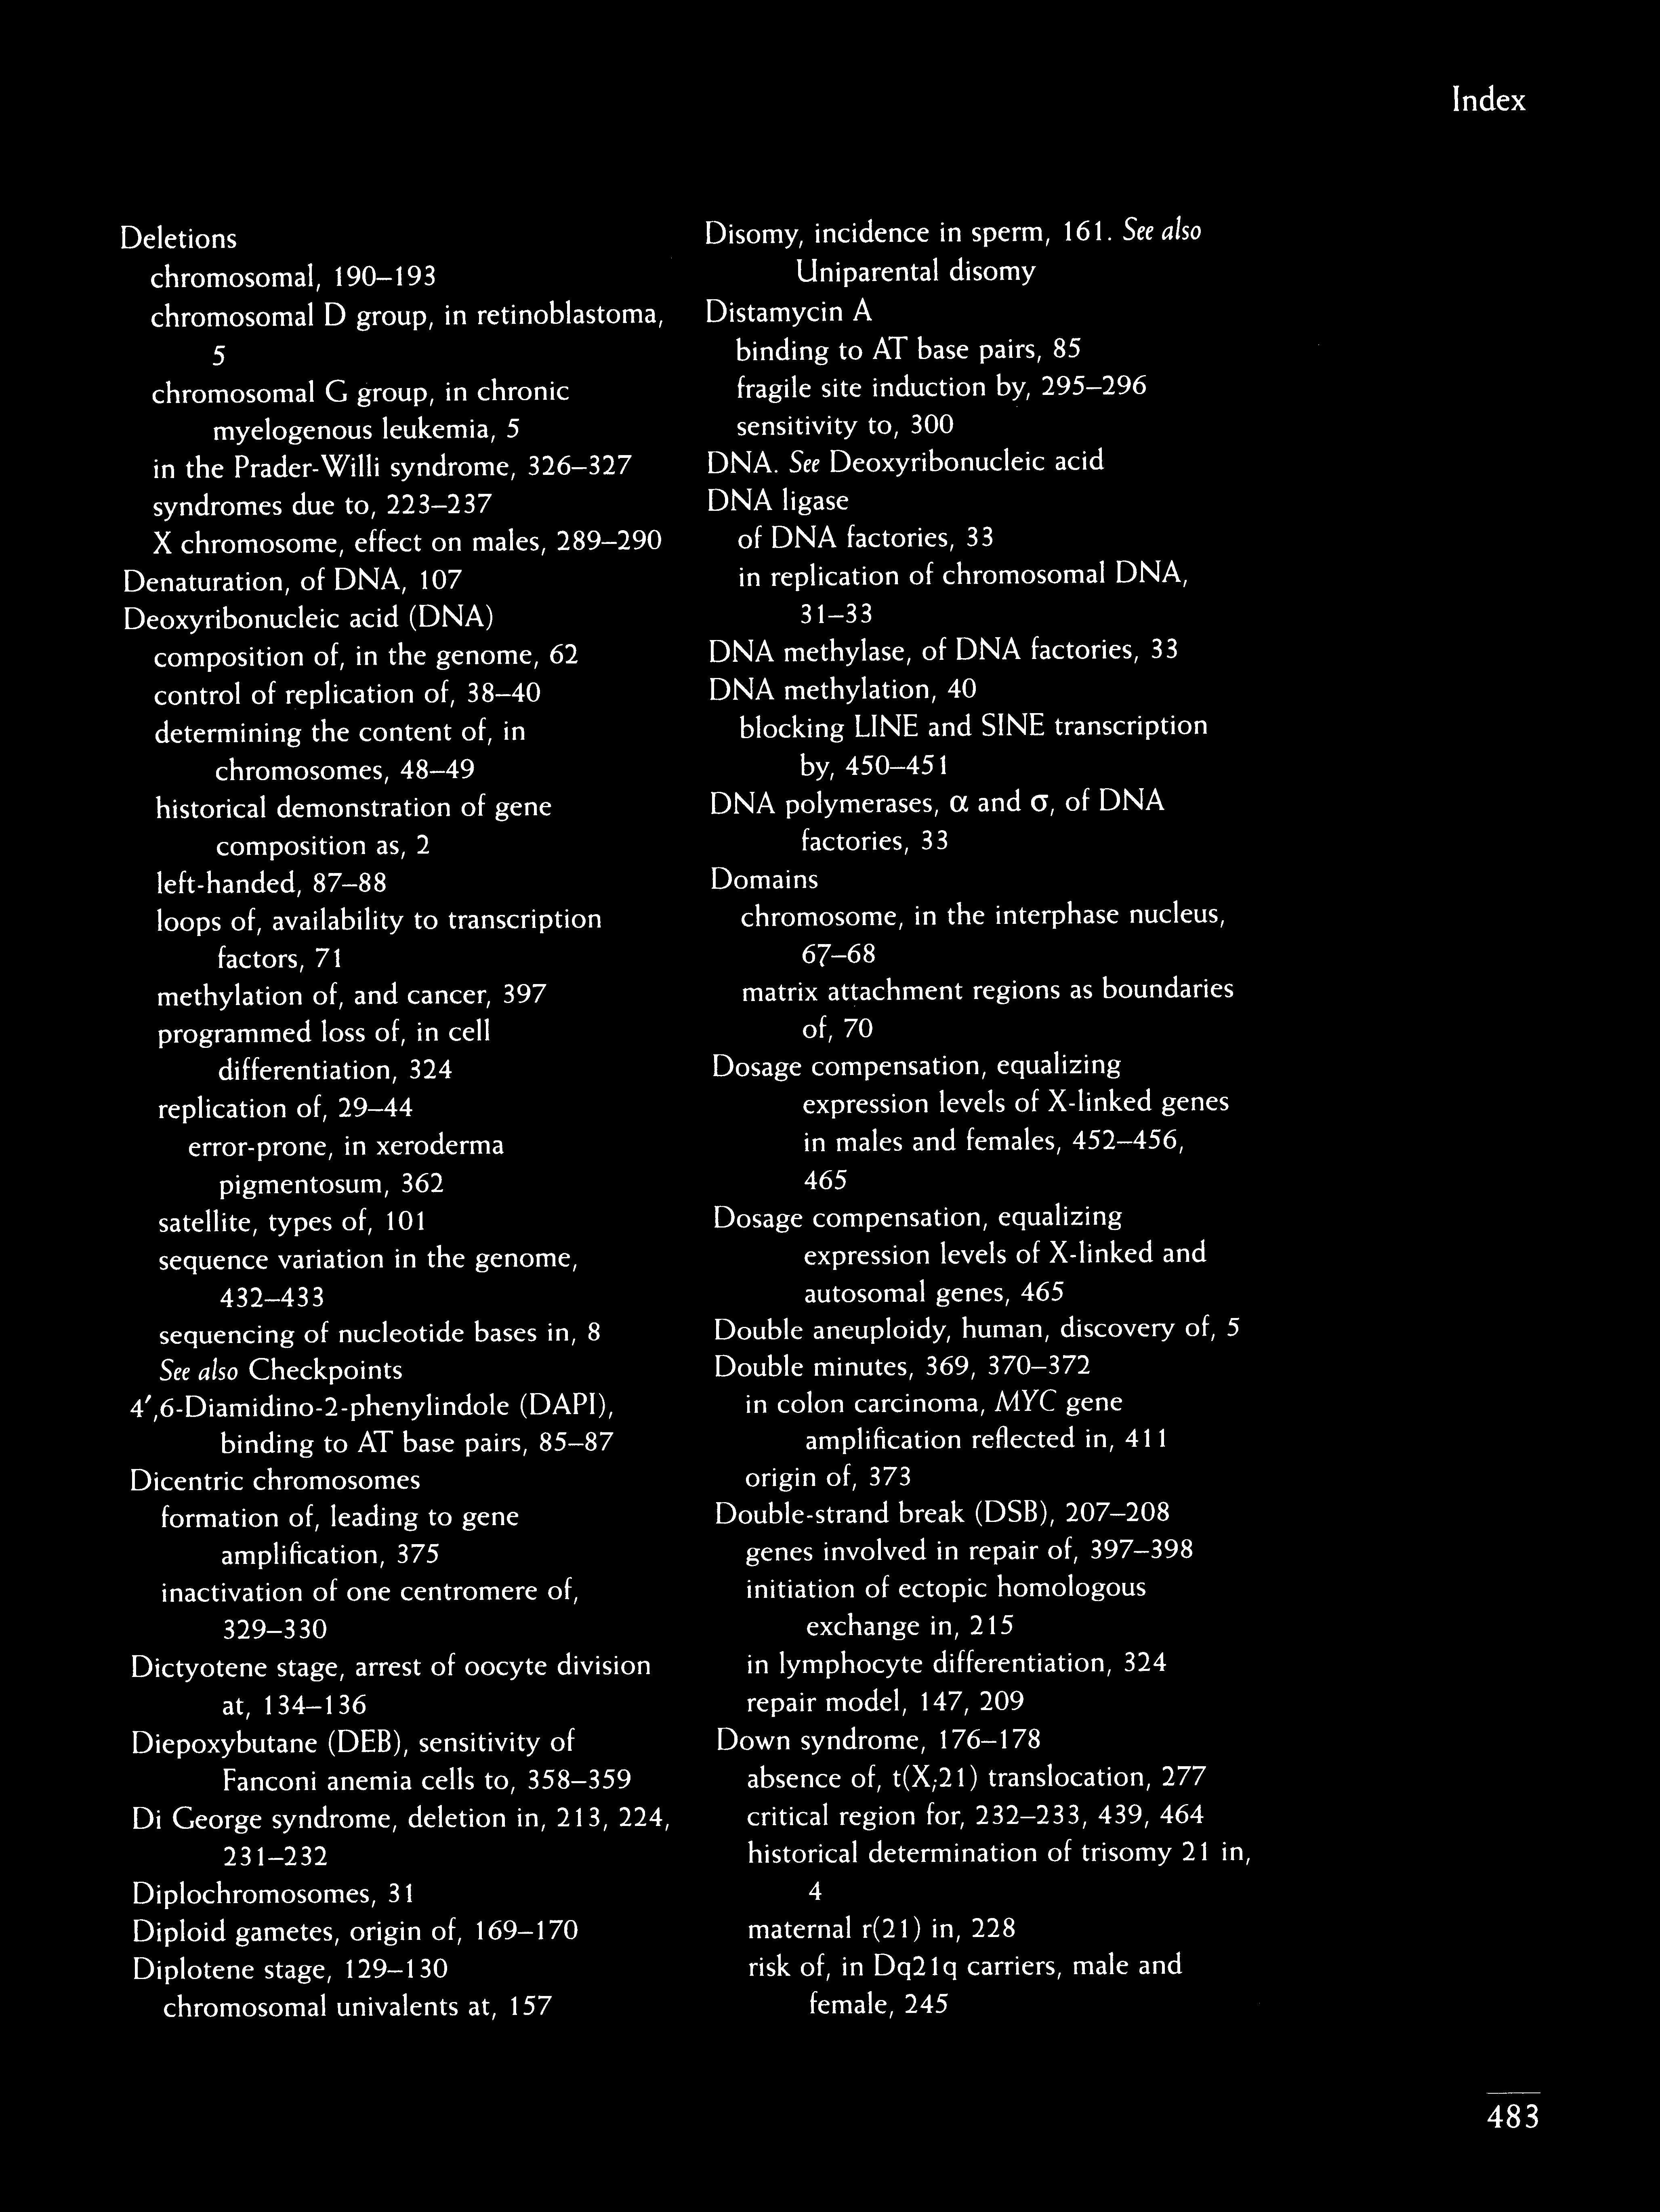 Index
Deletions
chromosomal, 190–193
chromosomal D group, in retinoblastoma,
5
chromosomal G group, in chronic
myelogenous leukemia, 5
in the Prader-Willi syndrome, 326–327
syndromes due to, 223–237
X chromosome, effect on males, 289–290
Denaturation, of DNA, 107
Deoxyribonucleic acid (DNA)
composition of, in the genome, 62
control of replication of, 38–40
determining the content of, in
chromosomes, 48–49
historical demonstration of gene
composition as, 2
left-handed, 87–88
loops of, availability to transcription
factors, 71
methylation of, and cancer, 397
programmed loss of, in cell
differentiation, 324
replication of, 29–44
error-prone, in xeroderma
pigmentosum, 362
satellite, types of, 101
sequence variation in the genome,
432–433
sequencing of nucleotide bases in, 8
See also Checkpoints
4′,6-Diamidino-2-phenylindole (DAPI),
binding to AT base pairs, 85–87
Dicentric chromosomes
formation of, leading to gene
amplification, 375
inactivation of one centromere of,
329–330
Dictyotene stage, arrest of oocyte division
at, 134–136
Diepoxybutane (DEB), sensitivity of
Fanconi anemia cells to, 358–359
Di George syndrome, deletion in, 213, 224,
231–232
Diplochromosomes, 31
Diploid gametes, origin of, 169–170
Diplotene stage, 129–130
chromosomal univalents at, 157
Disomy, incidence in sperm, 161. See also
Uniparental disomy
Distamycin A
binding to AT base pairs, 85
fragile site induction by, 295–296
sensitivity to, 300
DNA. See Deoxyribonucleic acid
DNA ligase
of DNA factories, 33
in replication of chromosomal DNA,
31–33
DNA methylase, of DNA factories, 33
DNA methylation, 40
blocking LINE and SINE transcription
by, 450–451
DNA polymerases, α and σ, of DNA
factories, 33
Domains
chromosome, in the interphase nucleus,
67–68
matrix attachment regions as boundaries
of, 70
Dosage compensation, equalizing
expression levels of X-linked genes
in males and females, 452–456,
465
Dosage compensation, equalizing
expression levels of X-linked and
autosomal genes, 465
Double aneuploidy, human, discovery of, 5
Double minutes, 369, 370–372
in colon carcinoma, MYC gene
amplification reflected in, 411
origin of, 373
Double-strand break (DSB), 207–208
genes involved in repair of, 397–398
initiation of ectopic homologous
exchange in, 215
in lymphocyte differentiation, 324
repair model, 147, 209
Down syndrome, 176–178
absence of, t(X;21) translocation, 277
critical region for, 232–233, 439, 464
historical determination of trisomy 21 in,
4
maternal r(21) in, 228
risk of, in Dq21q carriers, male and
female, 245
483